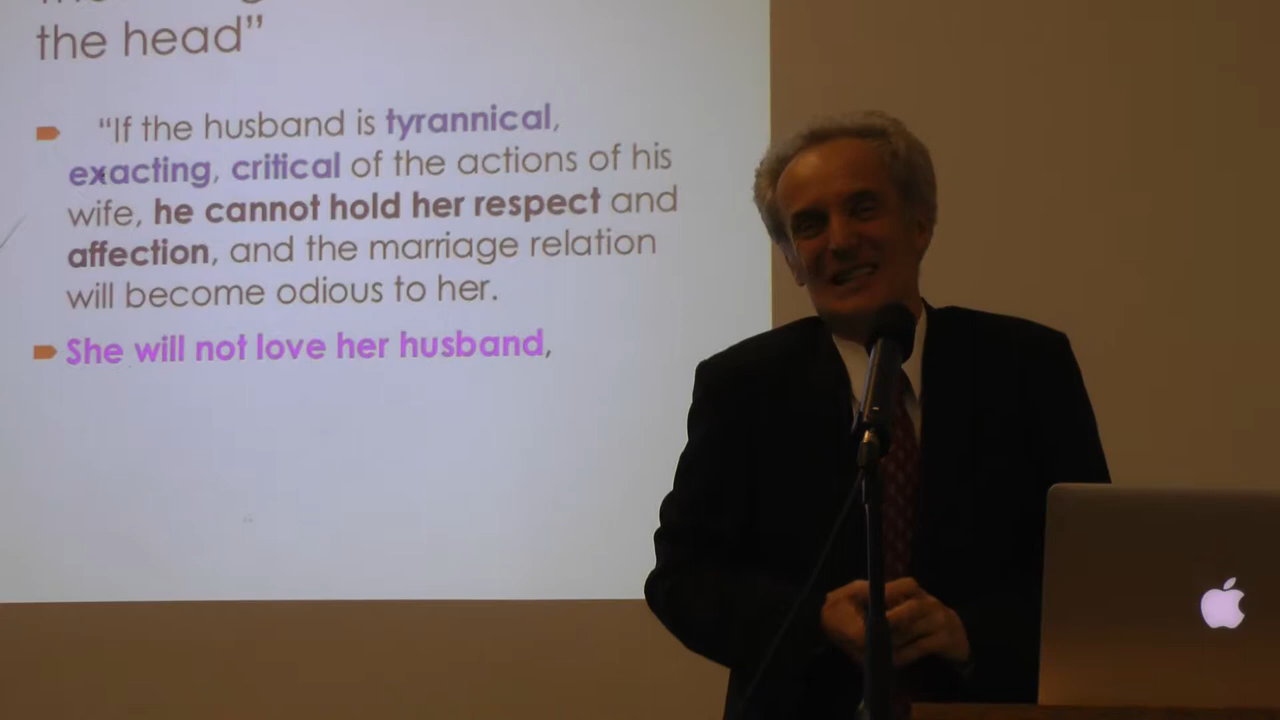 the head”
“If the husband is tyrannical,
exacting, critical of the actions of his
wife, he cannot hold her respect and
affection, and the marriage relation
will become odious to her.
She will not love her husband,